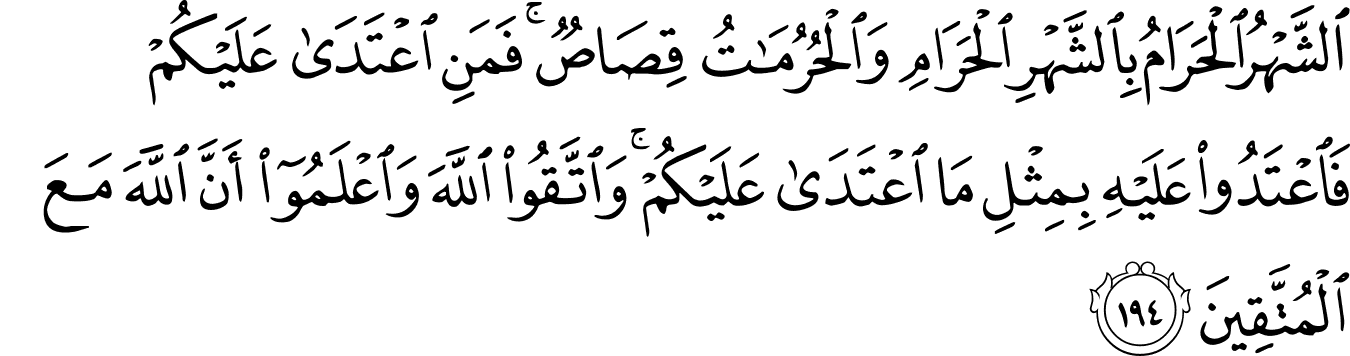 ٱلشَّهْرُ ٱلْحَرَامُ بِٱلشَّهْرِ ٱلْحَرَامِ وَٱلْحُرُمَـٰتُ قِصَاصٌ ۚ فَمَنِ ٱعْتَدَىٰ عَلَيْكُمْ
فَٱعْتَدُوا۟ عَلَيْهِ بِمِثْلِ مَا ٱعْتَدَىٰ عَلَيْكُمْ ۚ وَٱتَّقُوا۟ ٱللَّهَ وَٱعْلَمُوٓا۟ أَنَّ ٱللَّهَ مَعَ
ٱلْمُتَّقِينَ ١٩٤